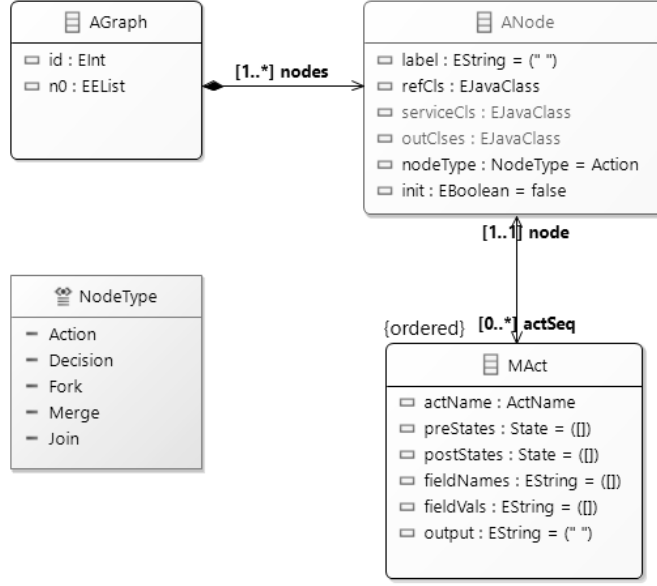 AGraph
id : EInt
n0 : EEList
[1..*] nodes
ANode
label : EString = (" ")
refCls : EJavaClass
serviceCls : EJavaClass
outClses : EJavaClass
nodeType : NodeType = Action
init : EBoolean = false
[1..1] node
NodeType
Action
Decision
Fork
Merge
Join
{ordered} [0..*] actSeq
MAct
actName : ActName
preStates : State = ([])
postStates : State = ([])
fieldNames : EString = ([])
fieldVals : EString = ([])
output : EString = (" ")